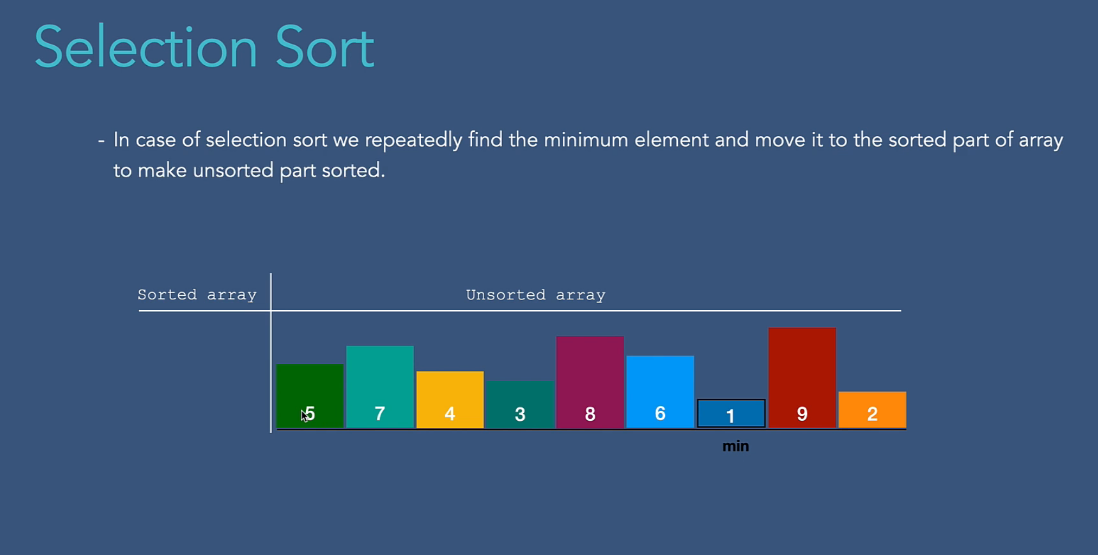 Selection Sort
- In case of selection sort we repeatedly find the minimum element and move it to the sorted part of array
to make unsorted part sorted.
Sorted array Unsorted array
5 7 4 3 8 6 1 9 2
min